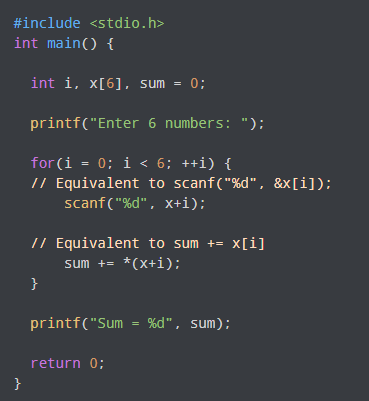 #include <stdio.h>
int main() {
int i, x[6], sum = 0;
printf("Enter 6 numbers: ");
for(i = 0; i < 6; ++i) {
// Equivalent to scanf("%d", &x[i]);
scanf("%d", x+i);
// Equivalent to sum += x[i]
sum += *(x+i);
}
printf("Sum = %d", sum);
return 0;
}